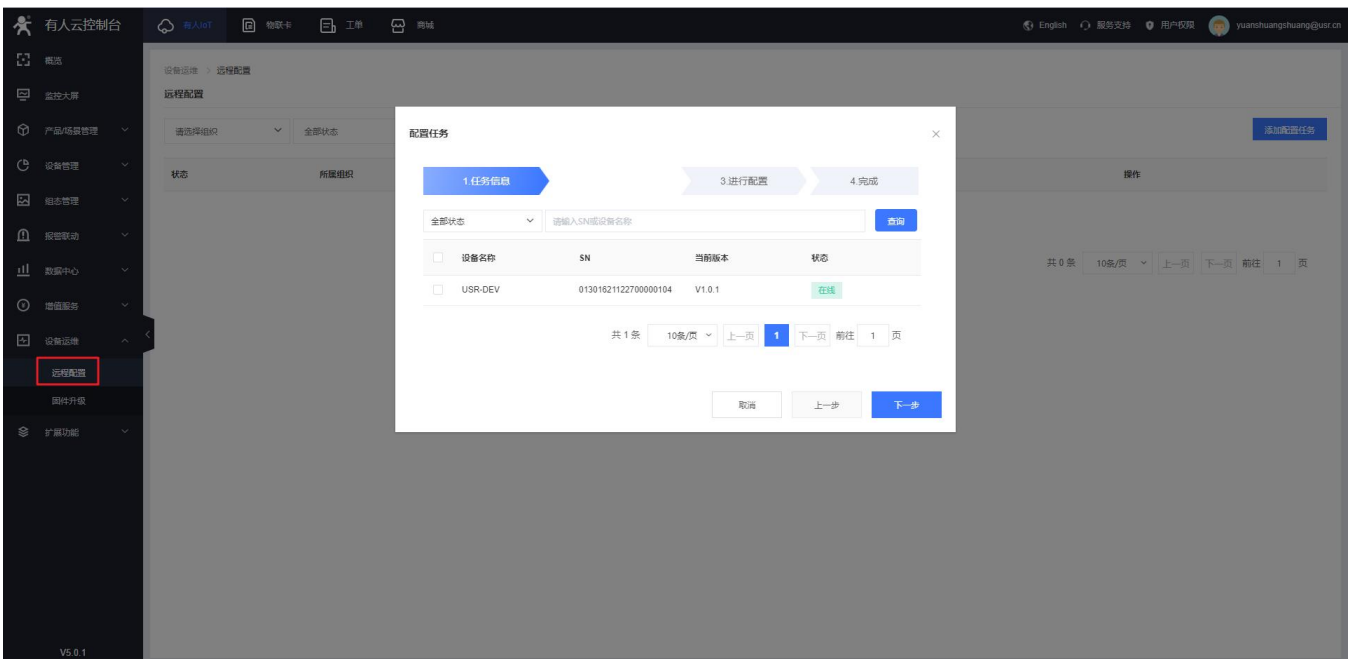 有人云控制台
有人IoT 物联卡 工单 商城
English 服务支持 用户权限 yuanshuangshuang@usr.cn
概览
监控大屏
产品/场景管理
设备管理
组态管理
报警联动
数据中心
增值服务
设备运维
远程配置
固件升级
扩展功能
V5.0.1
设备运维 > 远程配置
远程配置
请选择组织 全部状态 添加配置任务
状态 所属组织 操作
共 0 条 10条/页 上一页 下一页 前往 1 页
配置任务
1.任务信息 3.进行配置 4.完成
全部状态 请输入SN或设备名称 查询
设备名称 SN 当前版本 状态
USR-DEV 01301621122700000104 V1.0.1 在线
共 1 条 10条/页 上一页 1 下一页 前往 1 页
取消 上一步 下一步